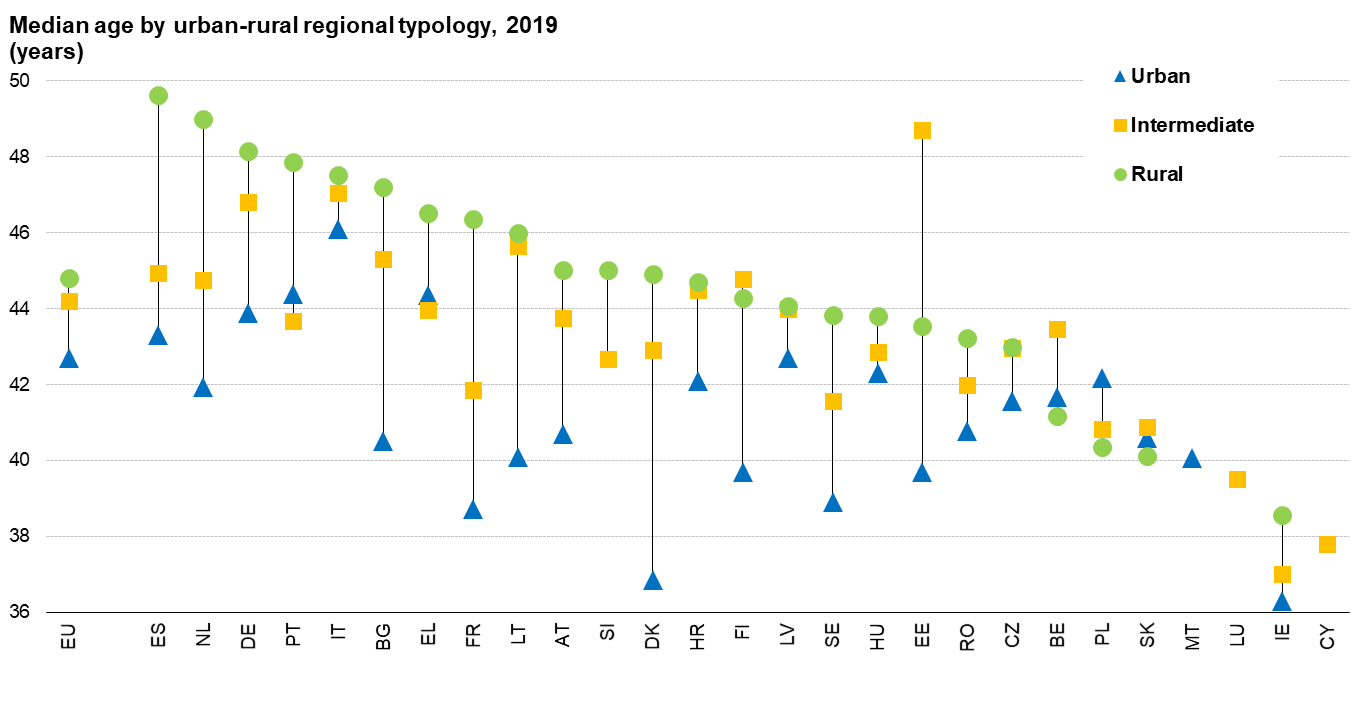 Median age by urban-rural regional typology, 2019
(years)
50
48
46
44
42
40
38
36
Urban
Intermediate
Rural
EU
ES
NL
DE
PT
IT
BG
EL
FR
LT
AT
SI
DK
HR
FI
LV
SE
HU
EE
RO
CZ
BE
PL
SK
MT
LU
IE
CY